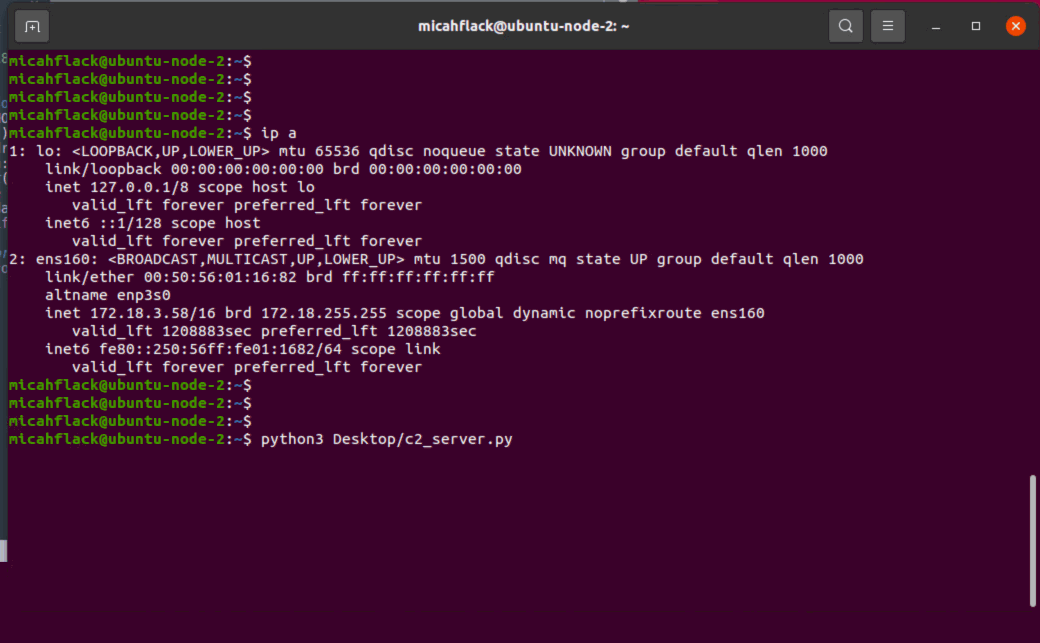 micahflack@ubuntu-node-2: ~
micahflack@ubuntu-node-2:~$
micahflack@ubuntu-node-2:~$
micahflack@ubuntu-node-2:~$
micahflack@ubuntu-node-2:~$
micahflack@ubuntu-node-2:~$ ip a
1: lo: <LOOPBACK,UP,LOWER_UP> mtu 65536 qdisc noqueue state UNKNOWN group default qlen 1000
    link/loopback 00:00:00:00:00:00 brd 00:00:00:00:00:00
    inet 127.0.0.1/8 scope host lo
       valid_lft forever preferred_lft forever
    inet6 ::1/128 scope host
       valid_lft forever preferred_lft forever
2: ens160: <BROADCAST,MULTICAST,UP,LOWER_UP> mtu 1500 qdisc mq state UP group default qlen 1000
    link/ether 00:50:56:01:16:82 brd ff:ff:ff:ff:ff:ff
    altname enp3s0
    inet 172.18.3.58/16 brd 172.18.255.255 scope global dynamic noprefixroute ens160
       valid_lft 1208883sec preferred_lft 1208883sec
    inet6 fe80::250:56ff:fe01:1682/64 scope link
       valid_lft forever preferred_lft forever
micahflack@ubuntu-node-2:~$
micahflack@ubuntu-node-2:~$
micahflack@ubuntu-node-2:~$
micahflack@ubuntu-node-2:~$ python3 Desktop/c2_server.py